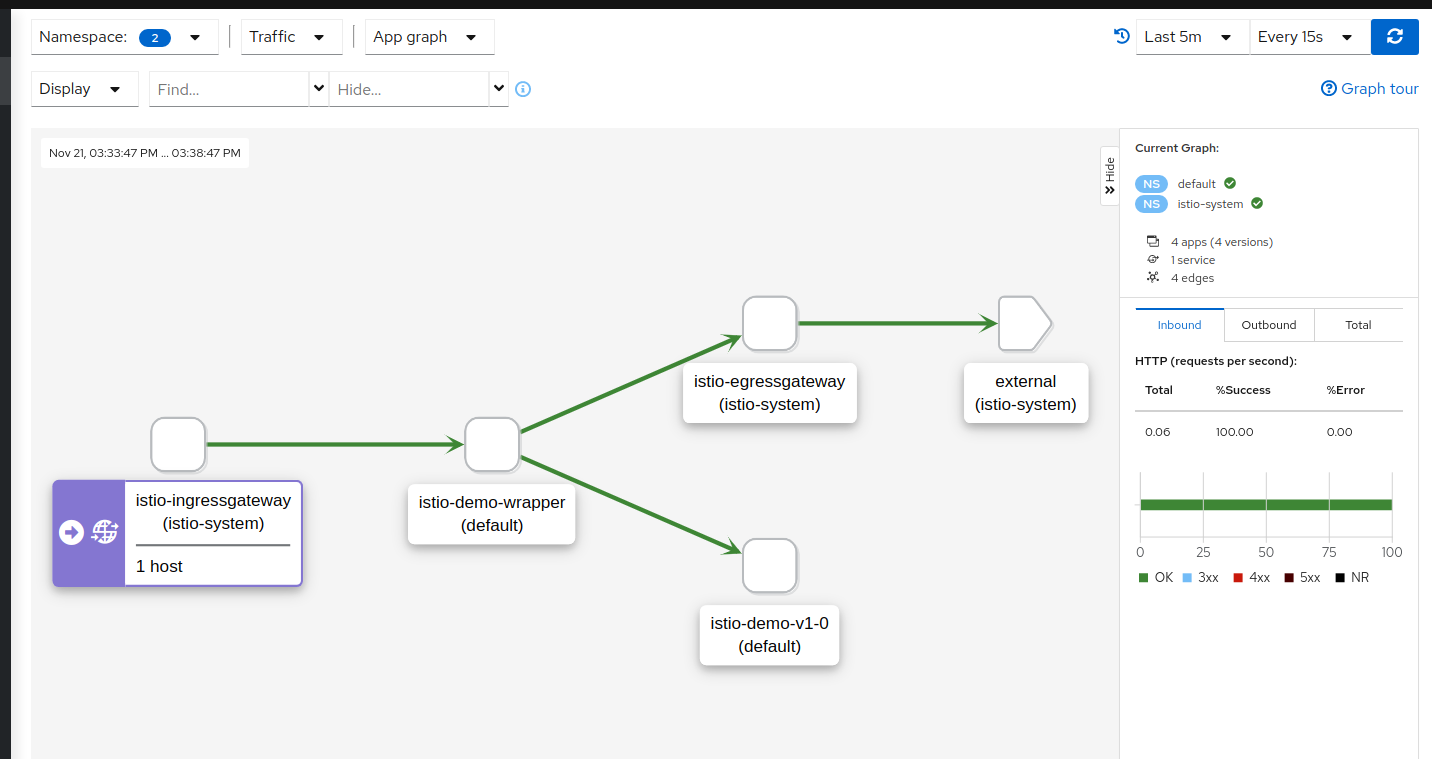 Namespace: 2 Traffic App graph Last 5m Every 15s
Display Find... Hide... Graph tour
Nov 21, 03:33:47 PM ... 03:38:47 PM
Hide
istio-ingressgateway
(istio-system)
1 host
istio-demo-wrapper
(default)
istio-egressgateway
(istio-system)
external
(istio-system)
istio-demo-v1-0
(default)
Current Graph:
NS default
NS istio-system
4 apps (4 versions)
1 service
4 edges
Inbound Outbound Total
HTTP (requests per second):
Total %Success %Error
0.06 100.00 0.00
0 25 50 75 100
OK 3xx 4xx 5xx NR